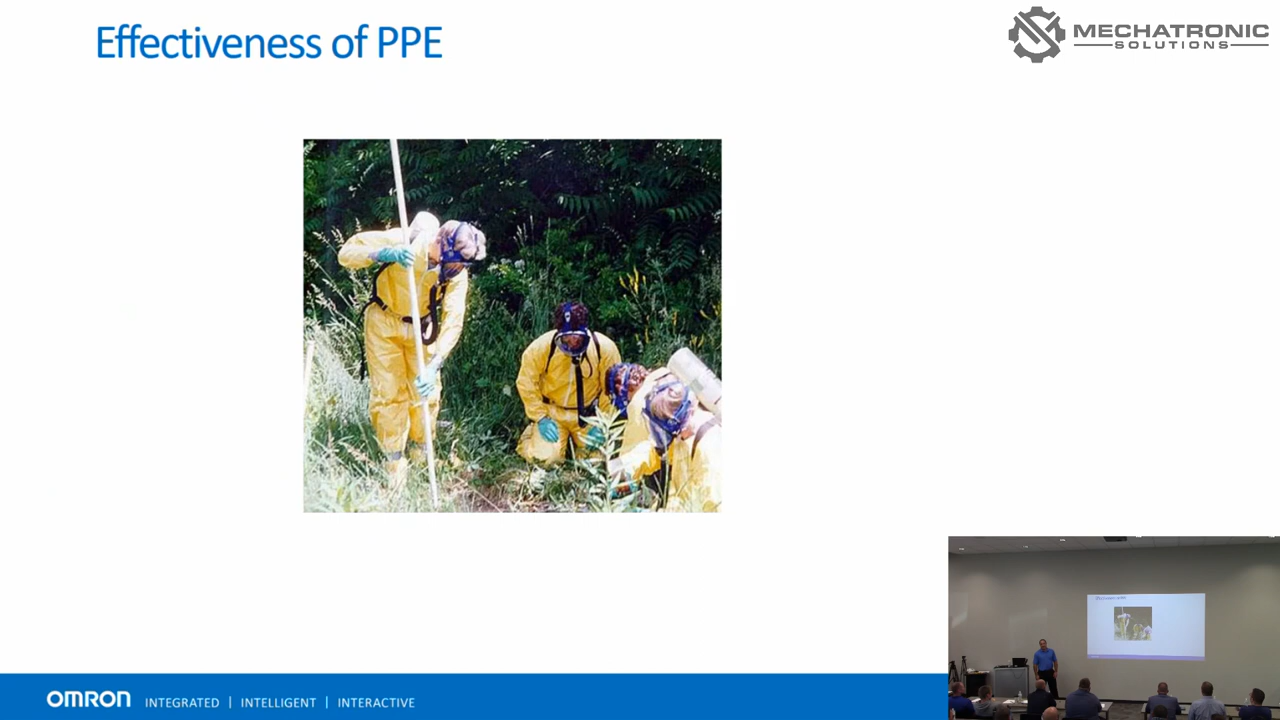 Effectiveness of PPE
MECHATRONIC
SOLUTIONS
OMRON INTEGRATED | INTELLIGENT | INTERACTIVE